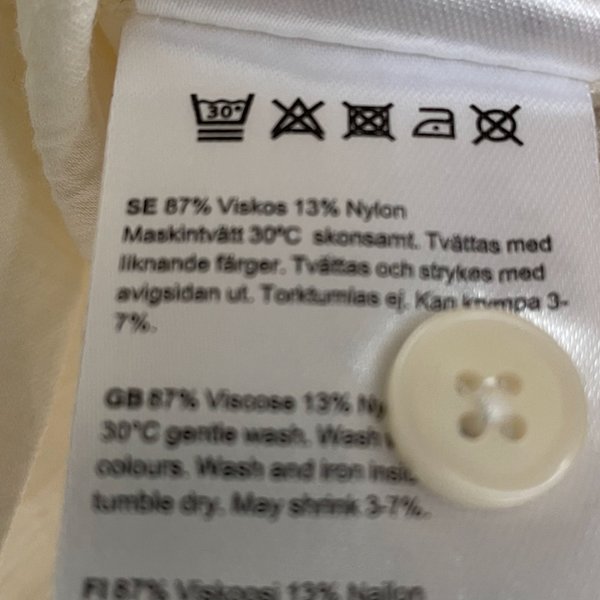 30°
SE 87% Viskos 13% Nylon
Maskintvätt 30°C skonsamt. Tvättas med
liknande färger. Tvättas och strykes med
avigsidan ut. Torktumlas ej. Kan krympa 3-
7%.
GB 87% Viscose 13%
30°C gentle wash. Wash
colours. Wash and iron
tumble dry. May shrink 3-7%.
FI 87% Viskoosi 13% Nailon